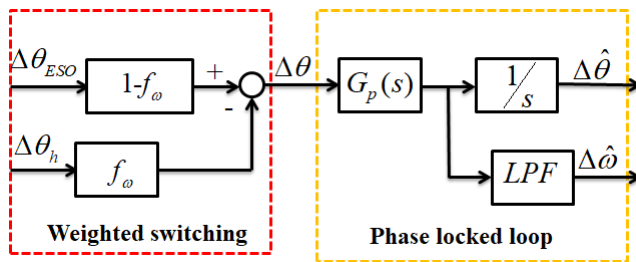 Δθ_ESO
1-f_ω
+
-
Δθ
Δθ_h
f_ω
Weighted switching
G_p(s)
1/s
Δθ̂
LPF
Δω̂
Phase locked loop